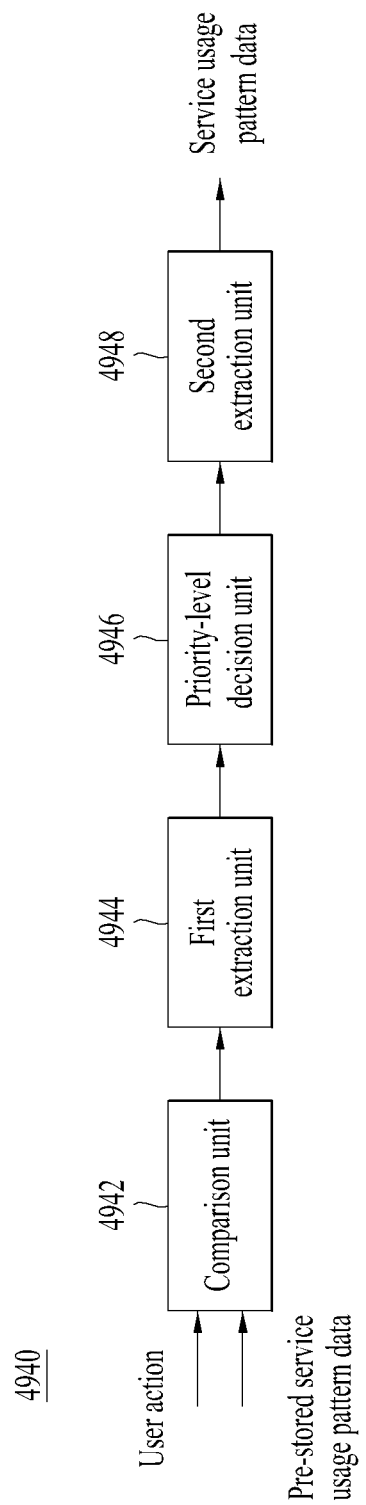 4940
User action
Pre-stored service
usage pattern data
4942
Comparison unit
4944
First
extraction unit
4946
Priority-level
decision unit
4948
Second
extraction unit
Service usage
pattern data